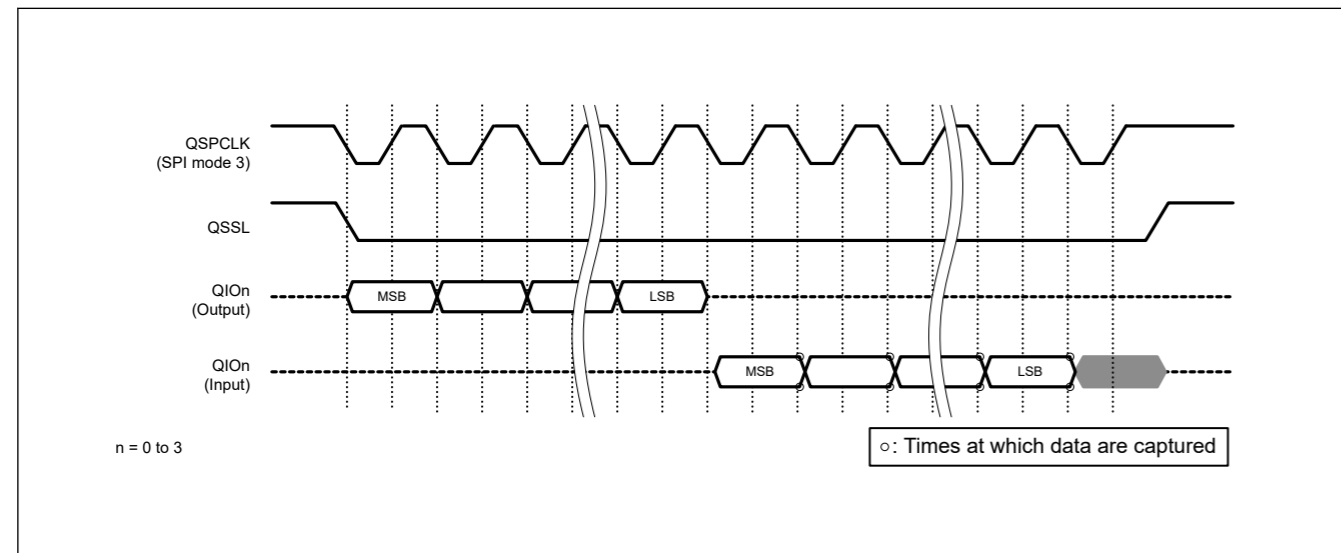 QSPCLK
(SPI mode 3)
QSSL
QIOn
(Output)
MSB
LSB
QIOn
(Input)
MSB
LSB
n = 0 to 3
○: Times at which data are captured